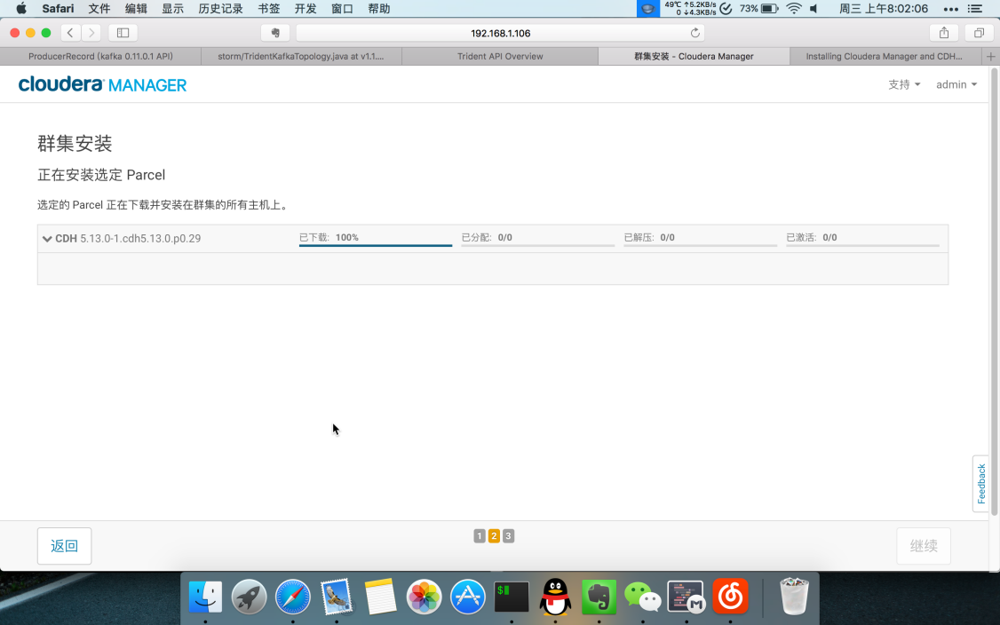 Safari 文件 编辑 显示 历史记录 书签 开发 窗口 帮助 49℃ ↑5.2KB/s 0 ↓4.3KB/s 73% 周三 上午8:02:06
192.168.1.106
ProducerRecord (kafka 0.11.0.1 API) storm/TridentKafkaTopology.java at v1.1.... Trident API Overview 群集安装 - Cloudera Manager Installing Cloudera Manager and CDH...
cloudera MANAGER 支持 admin
群集安装
正在安装选定 Parcel
选定的 Parcel 正在下载并安装在群集的所有主机上。
CDH 5.13.0-1.cdh5.13.0.p0.29 已下载: 100% 已分配: 0/0 已解压: 0/0 已激活: 0/0
Feedback
返回 1 2 3 继续
$
M